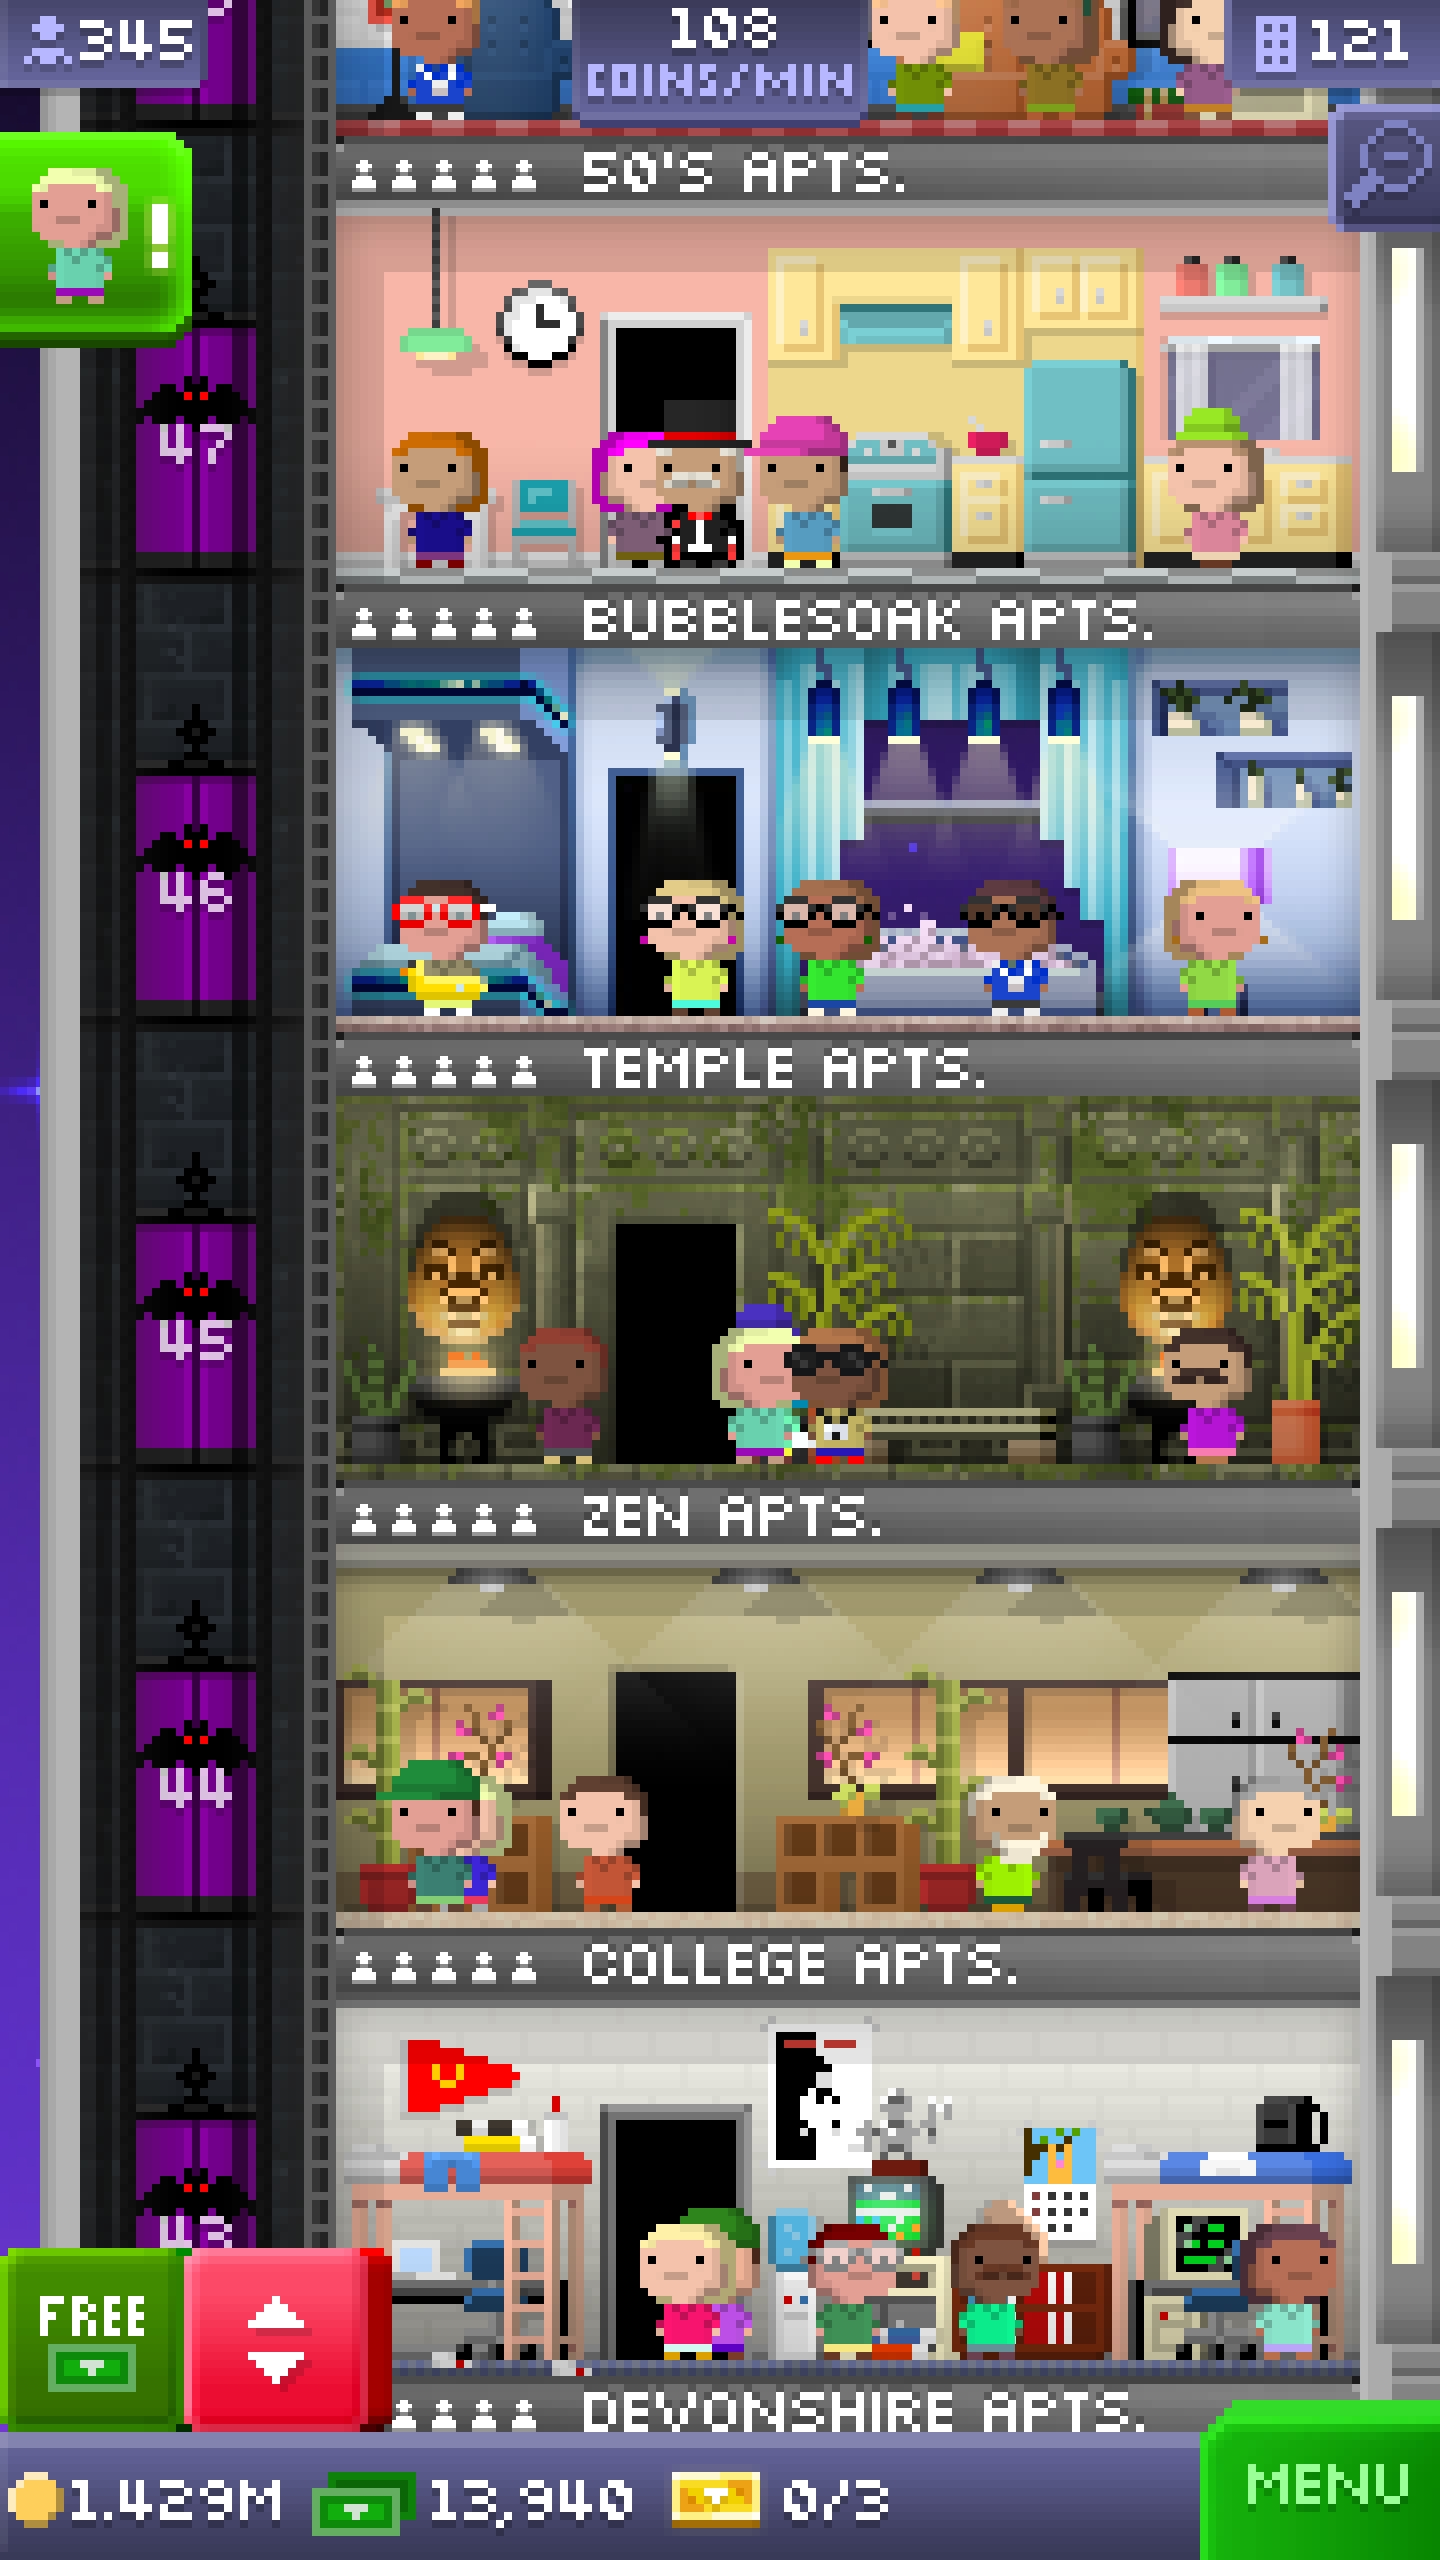 345
108
COINS/MIN
121
!
50'S APTS.
47
BUBBLESOAK APTS.
46
TEMPLE APTS.
45
ZEN APTS.
44
COLLEGE APTS.
43
FREE
DEVONSHIRE APTS.
1.429M
13,940
0/3
MENU